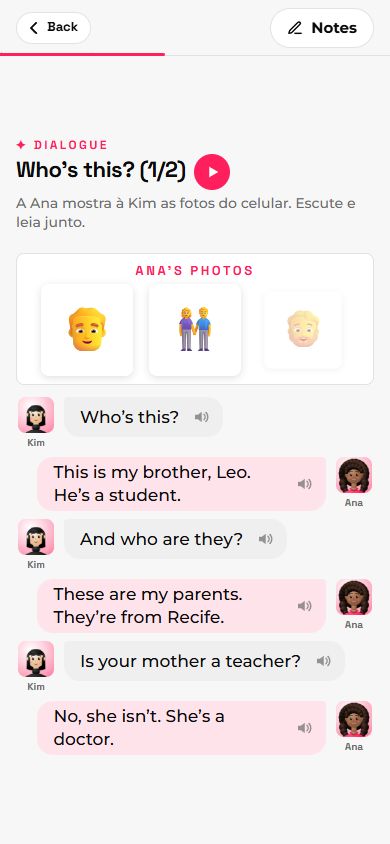 Back
Notes
DIALOGUE
Who's this? (1/2)
A Ana mostra à Kim as fotos do celular. Escute e
leia junto.
ANA'S PHOTOS
Who's this?
Kim
This is my brother, Leo.
He's a student.
Ana
And who are they?
Kim
These are my parents.
They're from Recife.
Ana
Is your mother a teacher?
Kim
No, she isn't. She's a
doctor.
Ana